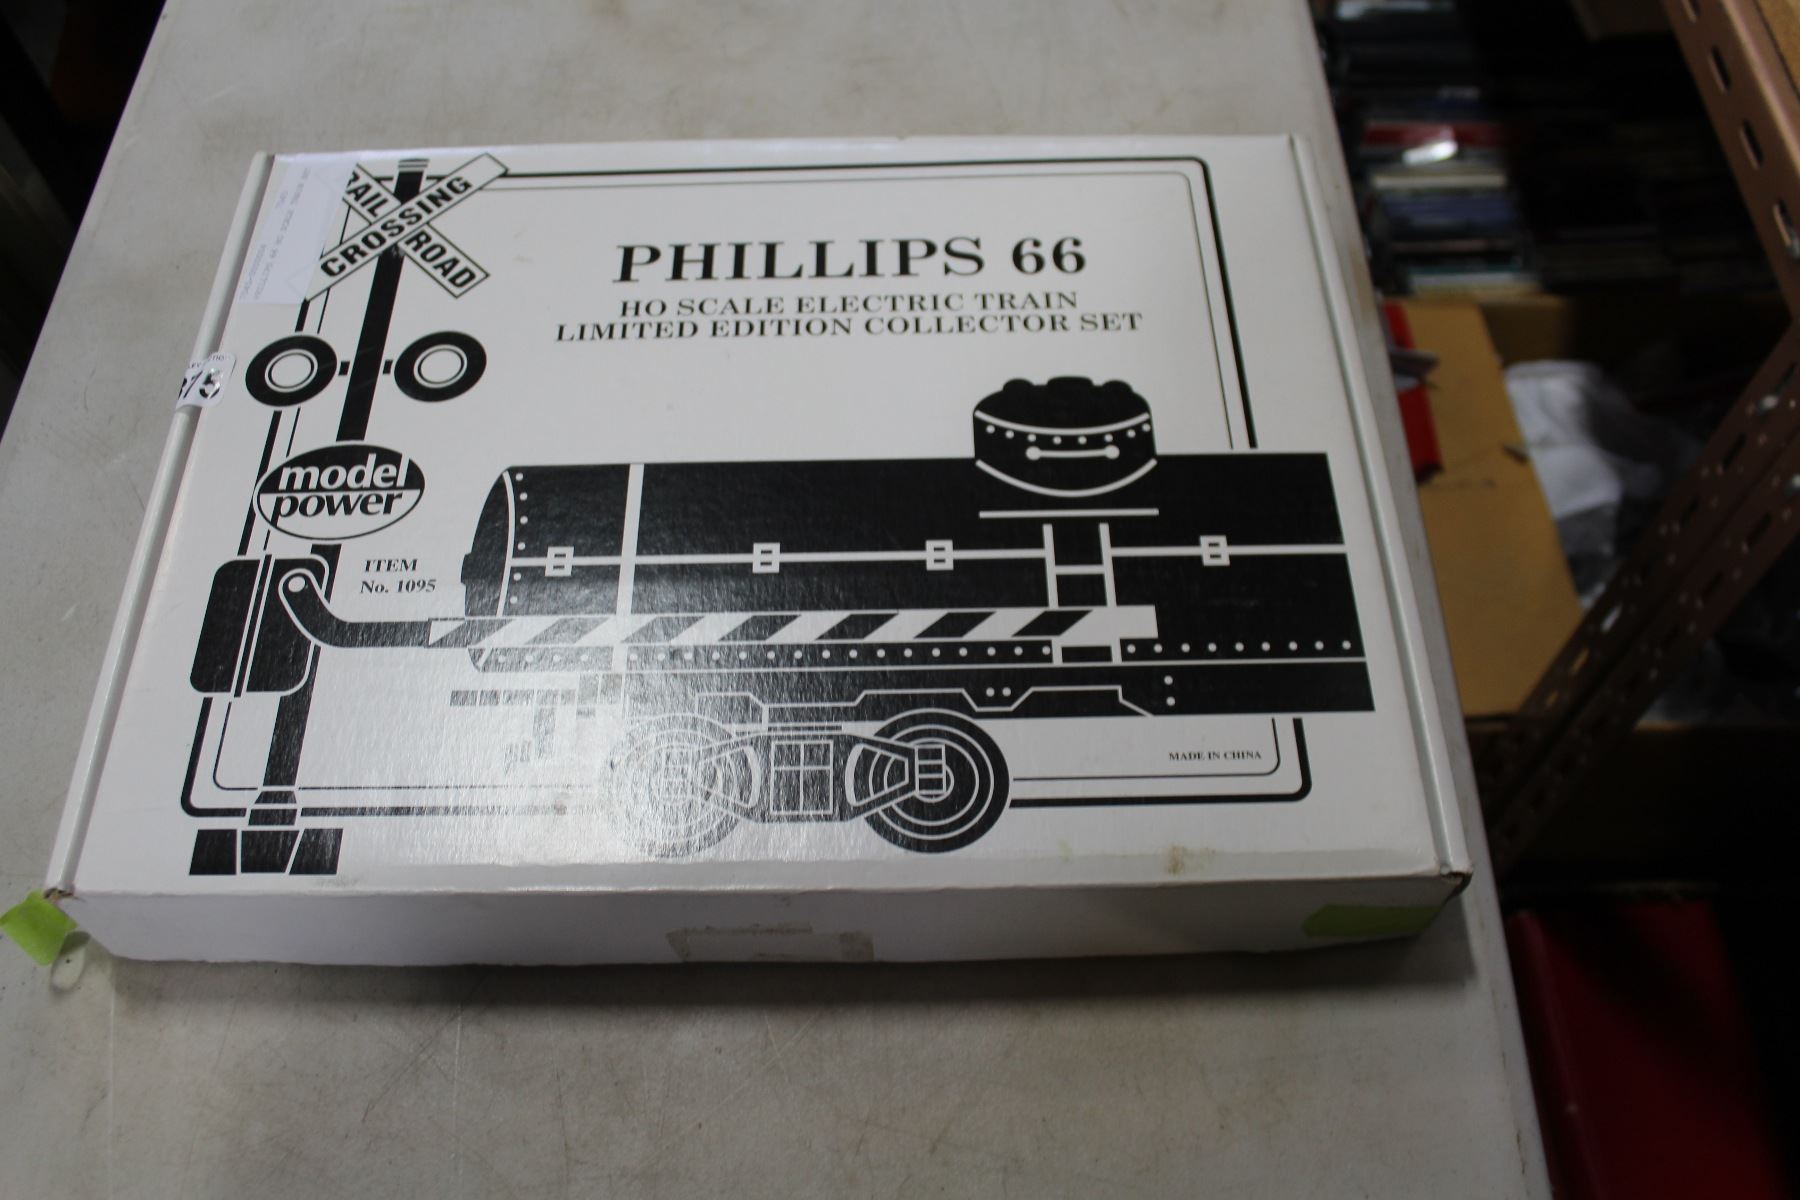 RAIL
CROSSING
ROAD
PHILLIPS 66
HO SCALE ELECTRIC TRAIN
LIMITED EDITION COLLECTOR SET
model
power
ITEM
No. 1095
MADE IN CHINA